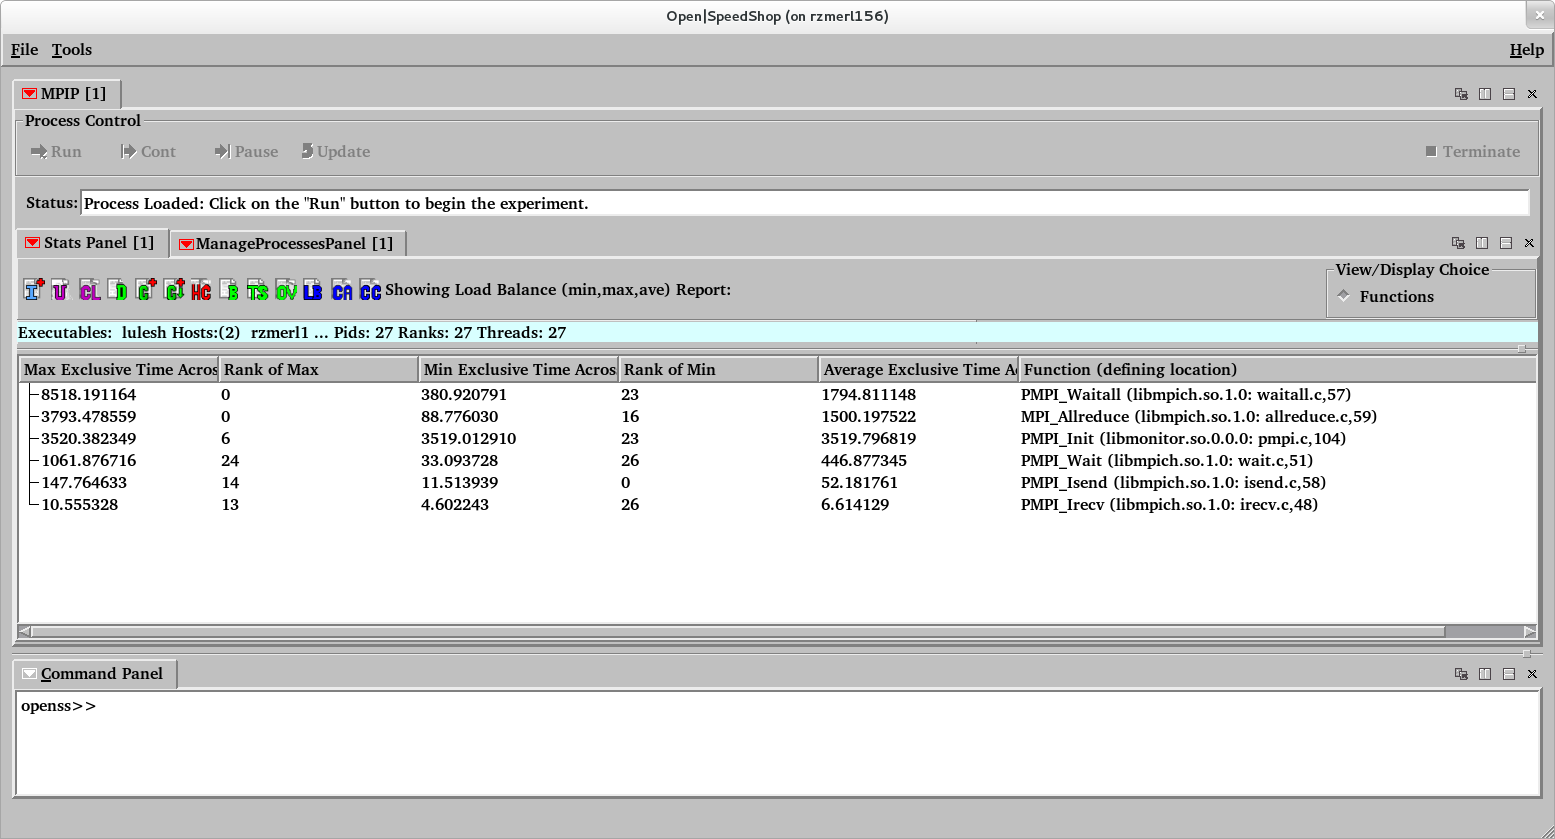 Open|SpeedShop (on rzmerl156)
File Tools Help
MPIP [1]
Process Control
Run Cont Pause Update Terminate
Status: Process Loaded: Click on the "Run" button to begin the experiment.
Stats Panel [1] ManageProcessesPanel [1]
View/Display Choice
I U CL D G G HC B TS OV LB CA CC Showing Load Balance (min,max,ave) Report:
Functions
Executables: lulesh Hosts:(2) rzmerl1 ... Pids: 27 Ranks: 27 Threads: 27
Max Exclusive Time Acros Rank of Max Min Exclusive Time Acros Rank of Min Average Exclusive Time A Function (defining location)
8518.191164 0 380.920791 23 1794.811148 PMPI_Waitall (libmpich.so.1.0: waitall.c,57)
3793.478559 0 88.776030 16 1500.197522 MPI_Allreduce (libmpich.so.1.0: allreduce.c,59)
3520.382349 6 3519.012910 23 3519.796819 PMPI_Init (libmonitor.so.0.0.0: pmpi.c,104)
1061.876716 24 33.093728 26 446.877345 PMPI_Wait (libmpich.so.1.0: wait.c,51)
147.764633 14 11.513939 0 52.181761 PMPI_Isend (libmpich.so.1.0: isend.c,58)
10.555328 13 4.602243 26 6.614129 PMPI_Irecv (libmpich.so.1.0: irecv.c,48)
Command Panel
openss>>